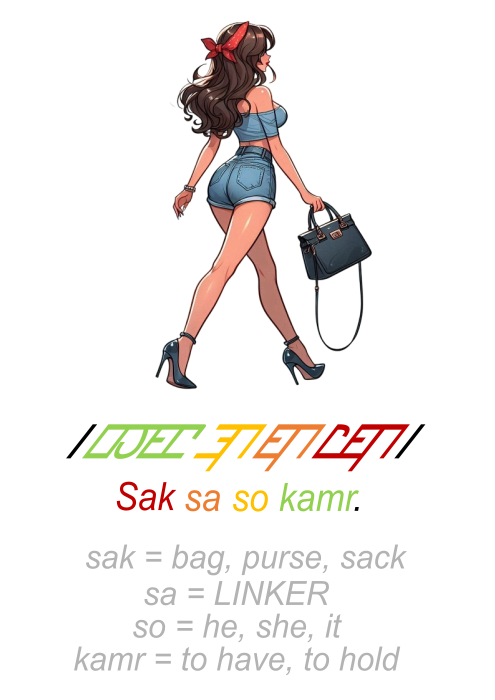 Sak sa so kamr.
sak = bag, purse, sack
sa = LINKER
so = he, she, it
kamr = to have, to hold